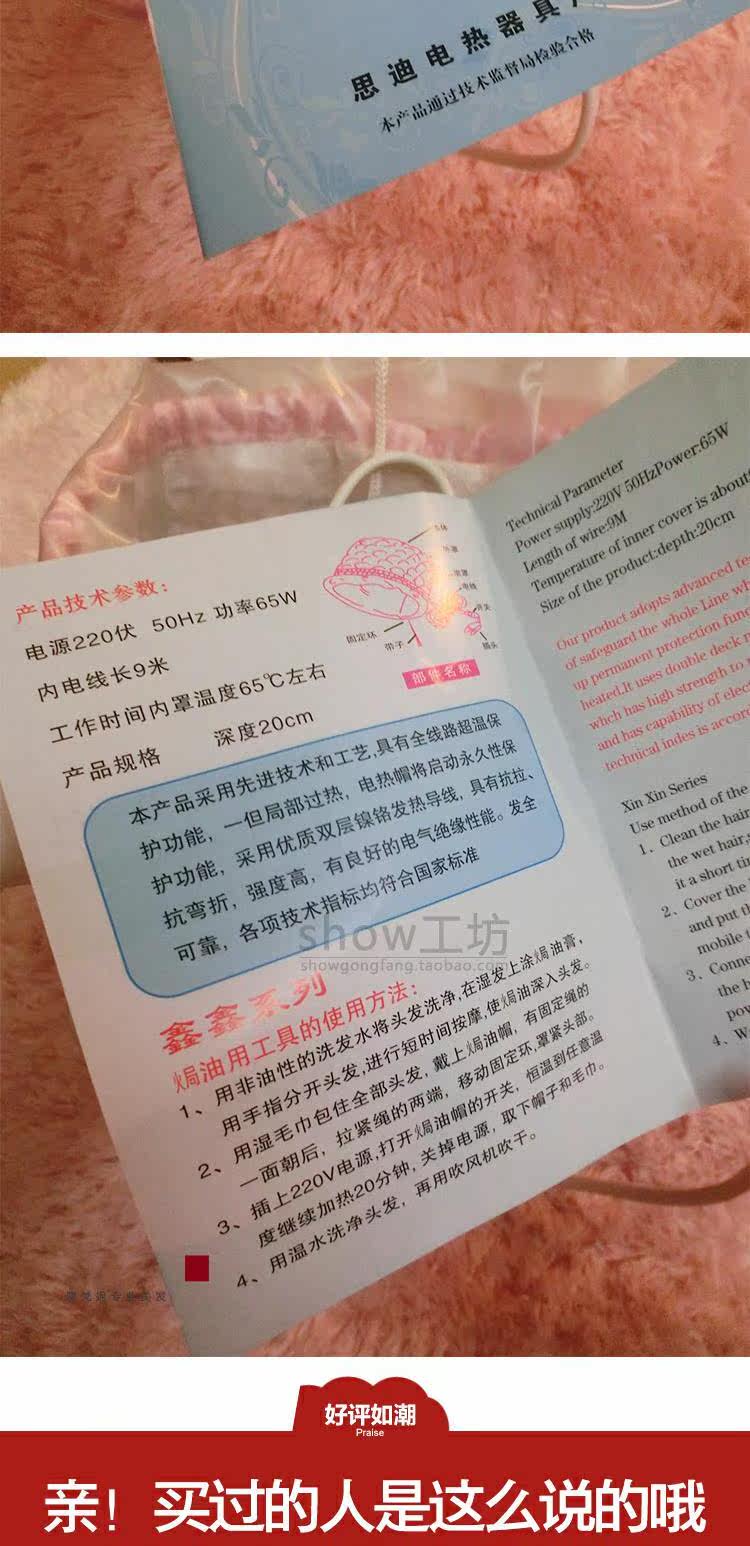 思迪电热器具
本产品通过技术监督局检验合格
产品技术参数：
电源220伏 50Hz 功率65W
内电线长9米
工作时间内罩温度65℃左右
产品规格 深度20cm
固定环
带子
开关
插头
电线
部件名称
本产品采用先进技术和工艺,具有全线路超温保
护功能，一但局部过热，电热帽将启动永久性保
护功能，采用优质双层镍铬发热导线，具有抗拉、
抗弯折，强度高，有良好的电气绝缘性能。发全
可靠，各项技术指标均符合国家标准
鑫鑫系列
焗油用工具的使用方法：
1、用非油性的洗发水将头发洗净,在湿发上涂焗油膏，
用手指分开头发,进行短时间按摩,使焗油深入头发。
2、用湿毛巾包住全部头发，戴上焗油帽，有固定绳的
一面朝后，拉紧绳的两端，移动固定环,罩紧头部。
3、插上220V电源,打开焗油帽的开关，恒温到任意温
度继续加热20分钟,关掉电源，取下帽子和毛巾。
4、用温水洗净头发，再用吹风机吹干。
Technical Parameter
Power supply:220V 50HzPower:65W
Length of wire:9M
Temperature of inner cover is about
Size of the product:depth:20cm
Our product adopts advanced
of safeguard the whole Line
up permanent protection
heated.It uses double deck
whch has high strength to
and has capability of
technical indes is
Xin Xin Series
Use method of the
1、Clean the hair
the wet hair,
it a short
2、Cover the
and put
mobile
3、
the
4、
show工坊
showgongfang.taobao.com
好评如潮
Praise
亲！买过的人是这么说的哦